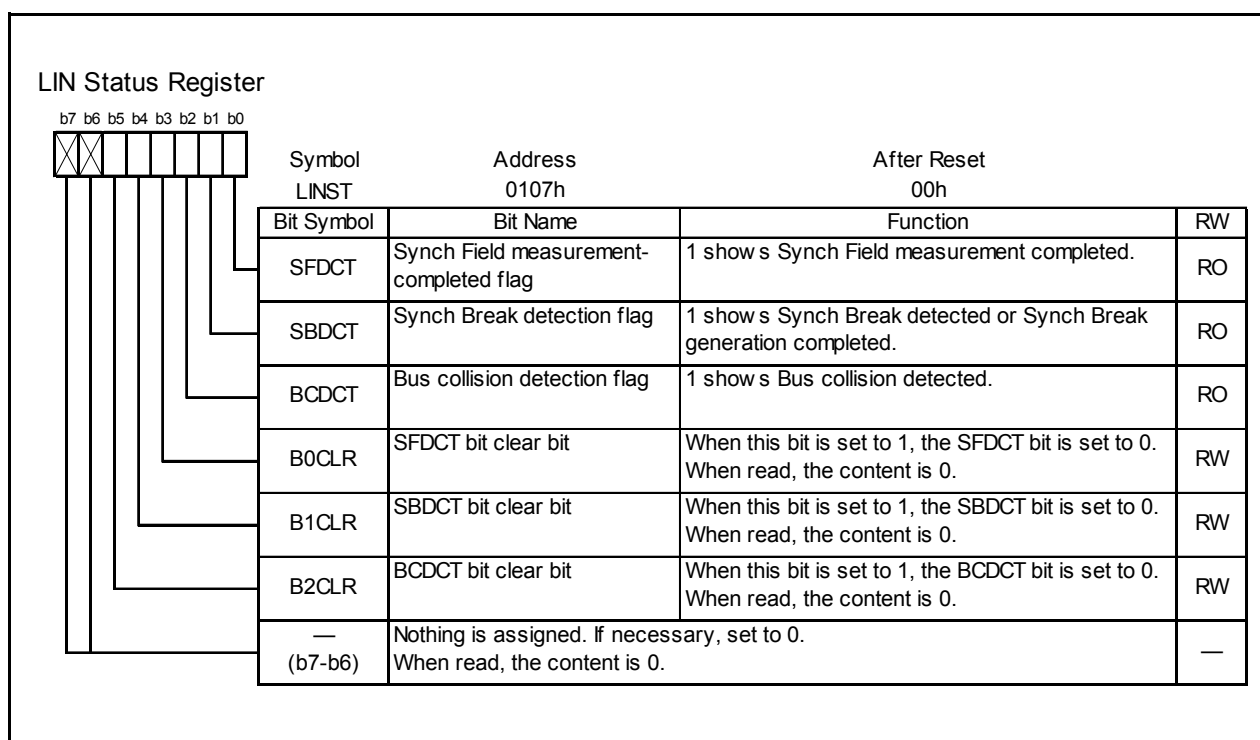 LIN Status Register
b7 b6 b5 b4 b3 b2 b1 b0
Symbol Address After Reset
LINST 0107h 00h
Bit Symbol Bit Name Function RW
SFDCT Synch Field measurement-completed flag 1 shows Synch Field measurement completed. RO
SBDCT Synch Break detection flag 1 shows Synch Break detected or Synch Break generation completed. RO
BCDCT Bus collision detection flag 1 shows Bus collision detected. RO
B0CLR SFDCT bit clear bit When this bit is set to 1, the SFDCT bit is set to 0. When read, the content is 0. RW
B1CLR SBDCT bit clear bit When this bit is set to 1, the SBDCT bit is set to 0. When read, the content is 0. RW
B2CLR BCDCT bit clear bit When this bit is set to 1, the BCDCT bit is set to 0. When read, the content is 0. RW
— (b7-b6) Nothing is assigned. If necessary, set to 0. When read, the content is 0. —